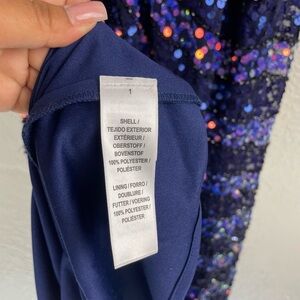 1
SHELL /
TEJIDO EXTERIOR
EXTÉRIEUR /
OBERSTOFF /
BOVENSTOF
100% POLYESTER /
POLIÉSTER
LINING / FORRO /
DOUBLURE /
FUTTER / VOERING
100% POLYESTER /
POLIÉSTER